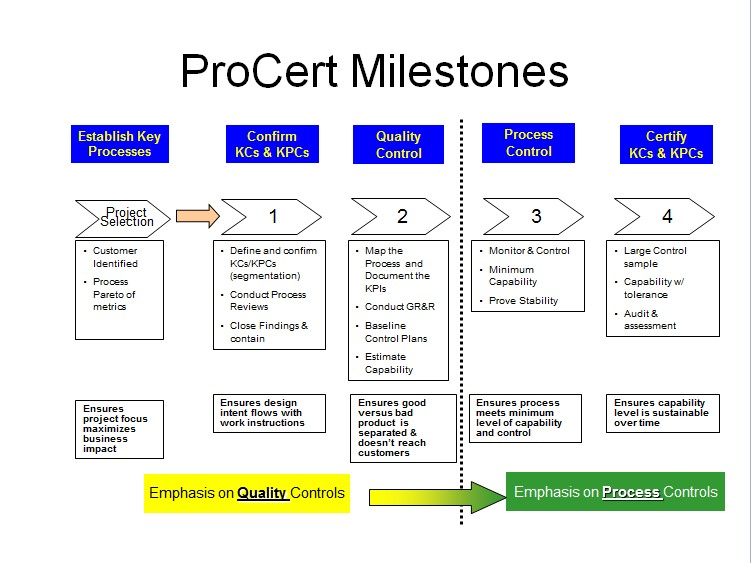 ProCert Milestones
Establish Key
Processes
Confirm
KCs & KPCs
Quality
Control
Process
Control
Certify
KCs & KPCs
Project
Selection
1
2
3
4
• Customer
Identified
• Process
Pareto of
metrics
• Define and confirm
KCs/KPCs
(segmentation)
• Conduct Process
Reviews
• Close Findings &
contain
• Map the
Process and
Document the
KPIs
• Conduct GR&R
• Baseline
Control Plans
• Estimate
Capability
• Monitor & Control
• Minimum
Capability
• Prove Stability
• Large Control
sample
• Capability w/
tolerance
• Audit &
assessment
Ensures
project focus
maximizes
business
impact
Ensures design
intent flows with
work instructions
Ensures good
versus bad
product is
separated &
doesn't reach
customers
Ensures process
meets minimum
level of capability
and control
Ensures capability
level is sustainable
over time
Emphasis on Quality Controls
Emphasis on Process Controls